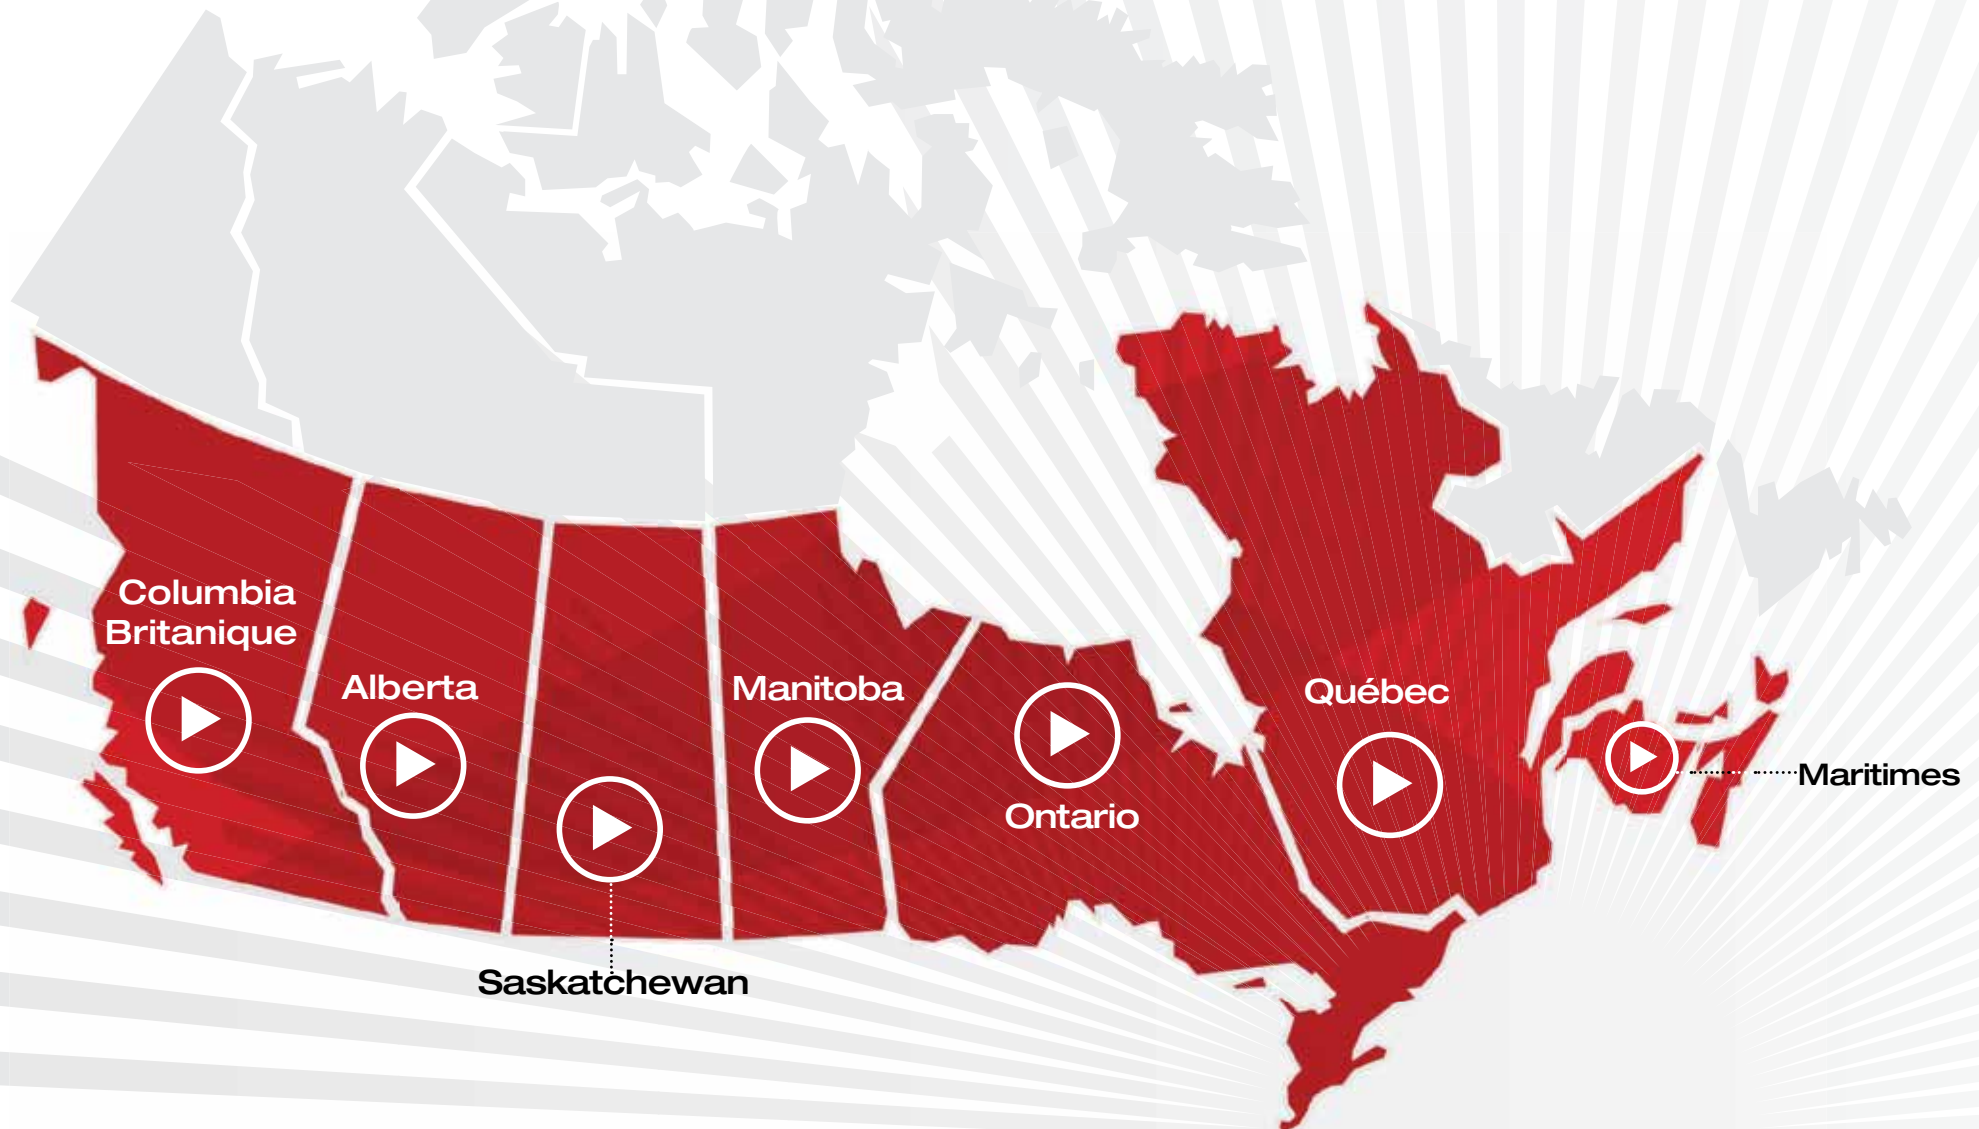 Columbia
Britanique
Alberta
Manitoba
Québec
Ontario
Maritimes
Saskatchewan